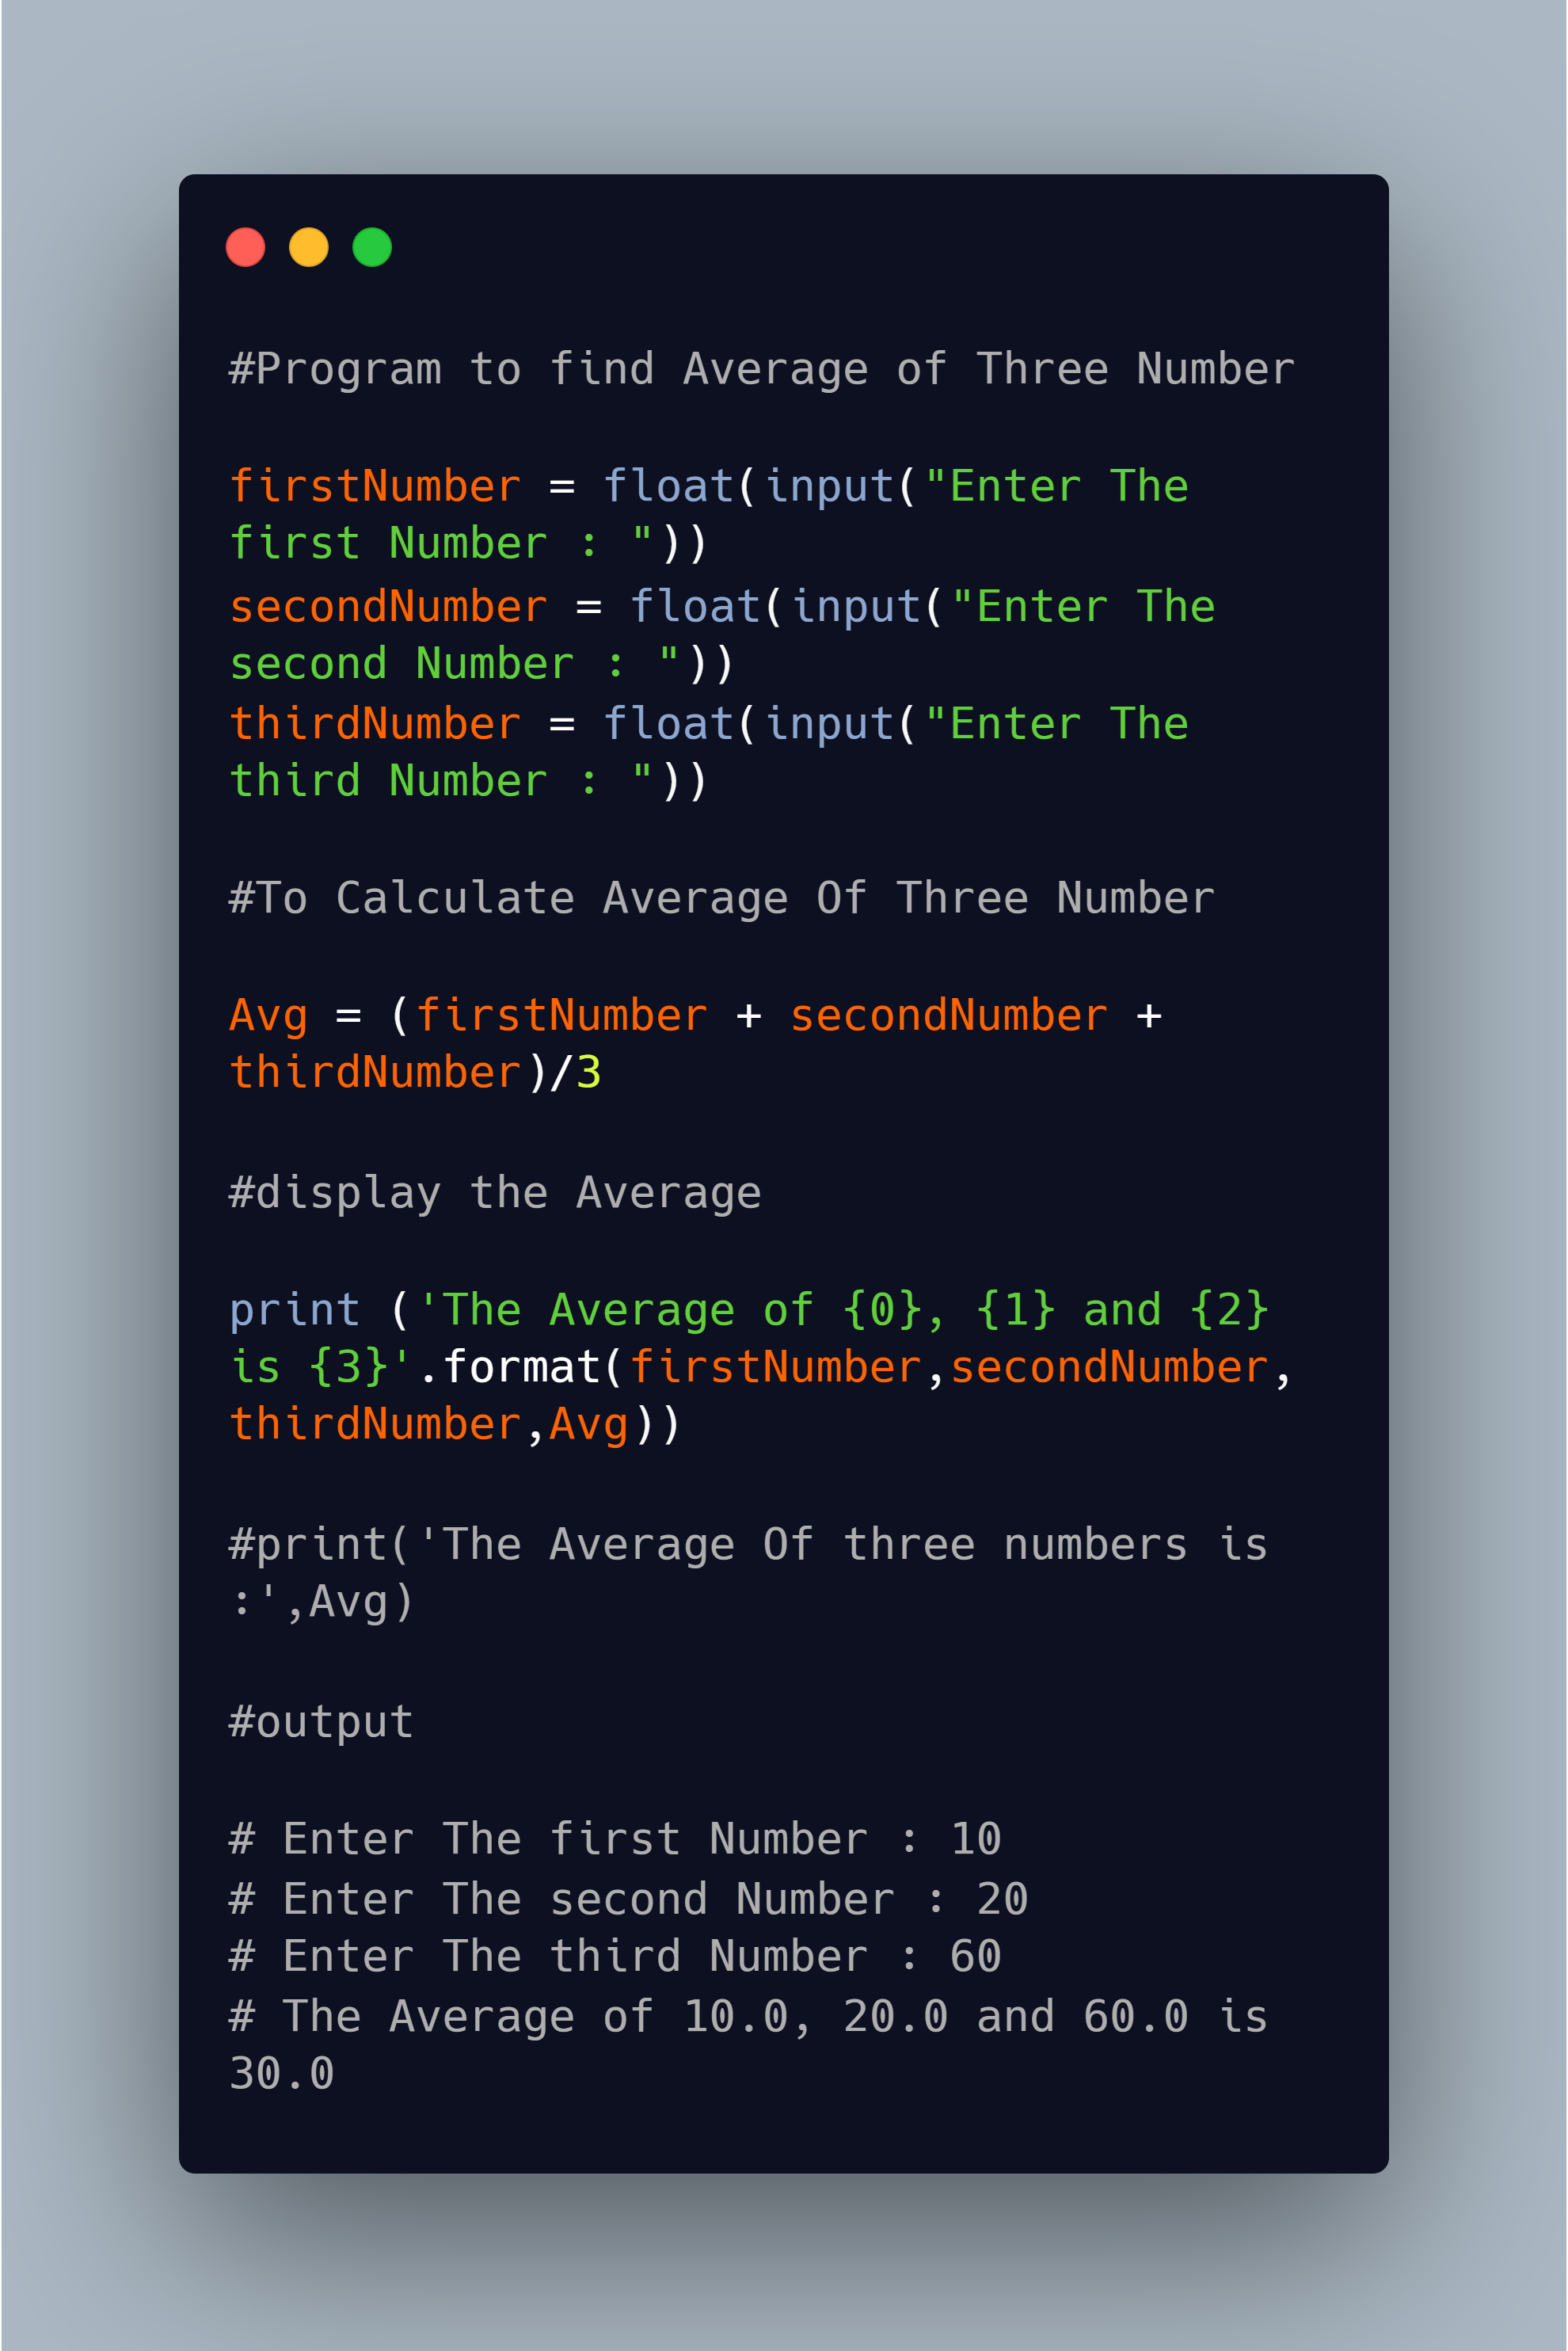 #Program to find Average of Three Number
firstNumber = float(input("Enter The
first Number : "))
secondNumber = float(input("Enter The
second Number : "))
thirdNumber = float(input("Enter The
third Number : "))
#To Calculate Average Of Three Number
Avg = (firstNumber + secondNumber +
thirdNumber)/3
#display the Average
print ('The Average of {0}, {1} and {2}
is {3}'.format(firstNumber,secondNumber,
thirdNumber,Avg))
#print('The Average Of three numbers is
:',Avg)
#output
# Enter The first Number : 10
# Enter The second Number : 20
# Enter The third Number : 60
# The Average of 10.0, 20.0 and 60.0 is
30.0